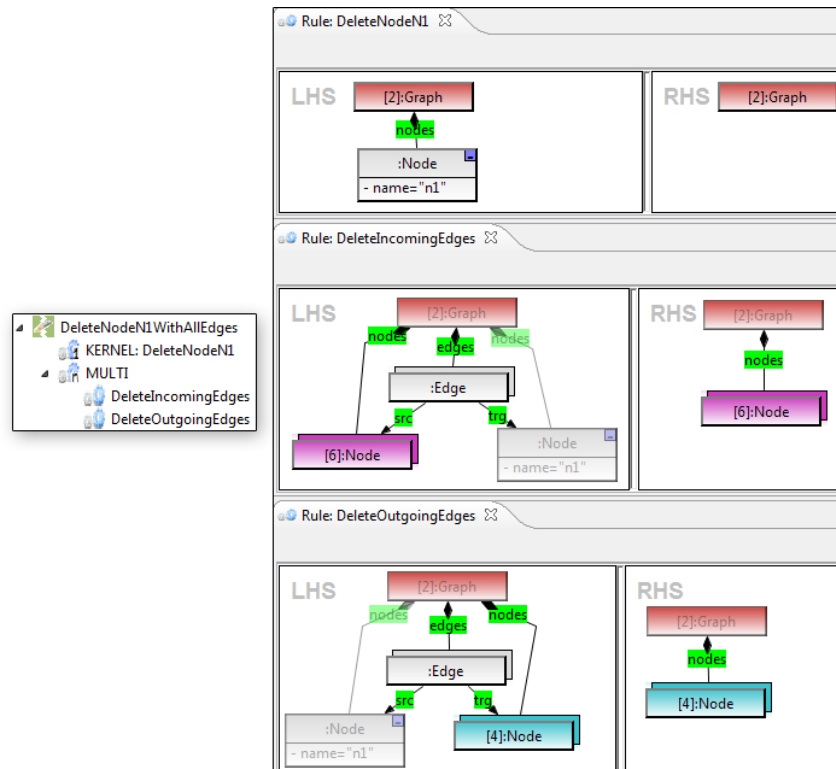 Rule: DeleteNodeN1
LHS
[2]:Graph
nodes
:Node
- name="n1"
RHS
[2]:Graph
DeleteNodeN1WithAllEdges
KERNEL: DeleteNodeN1
MULTI
DeleteIncomingEdges
DeleteOutgoingEdges
Rule: DeleteIncomingEdges
LHS
[2]:Graph
nodes
edges
nodes
:Edge
src
trg
[6]:Node
:Node
- name="n1"
RHS
[2]:Graph
nodes
[6]:Node
Rule: DeleteOutgoingEdges
LHS
[2]:Graph
nodes
edges
nodes
:Edge
src
trg
:Node
- name="n1"
[4]:Node
RHS
[2]:Graph
nodes
[4]:Node